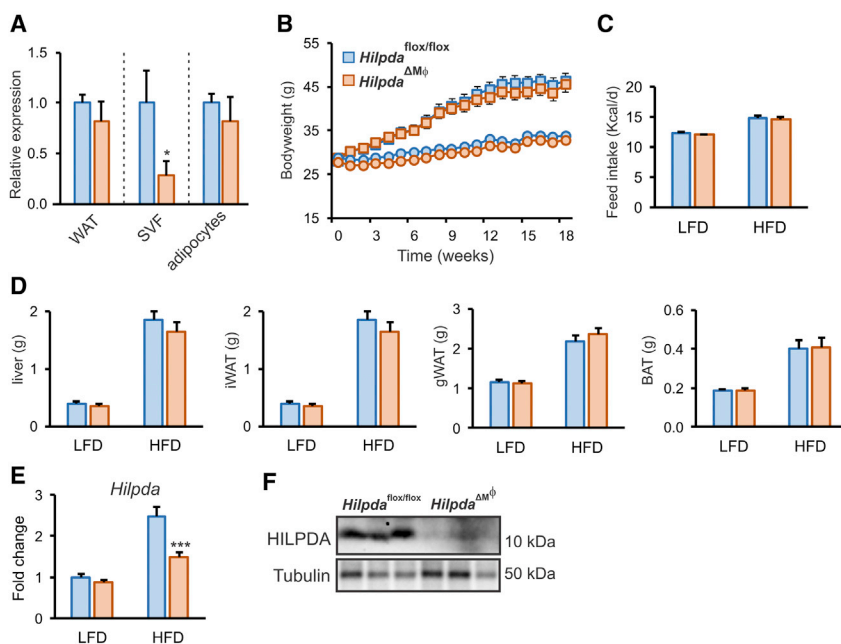 A
Relative expression
1.5
1.0
0.5
0.0
*
WAT
SVF
adipocytes
B
Bodyweight (g)
55
45
35
25
15
Hilpda flox/flox
Hilpda ΔMϕ
0 3 6 9 12 15 18
Time (weeks)
C
Feed intake (Kcal/d)
20
15
10
5
0
LFD HFD
D
liver (g)
2
1
0
LFD HFD
iWAT (g)
2
1
0
LFD HFD
gWAT (g)
3
2
1
0
LFD HFD
BAT (g)
0.6
0.4
0.2
0.0
LFD HFD
E
Hilpda
Fold change
3
2
1
0
***
LFD HFD
F
Hilpda flox/flox Hilpda ΔMϕ
HILPDA 10 kDa
Tubulin 50 kDa